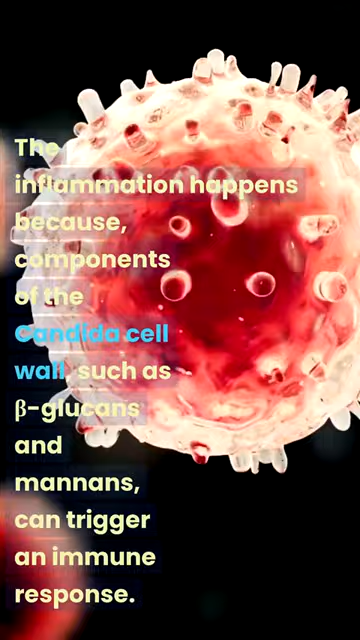 The
inflammation happens
because,
components
of the
Candida cell
wall, such as
β-glucans
and
mannans,
can trigger
an immune
response.